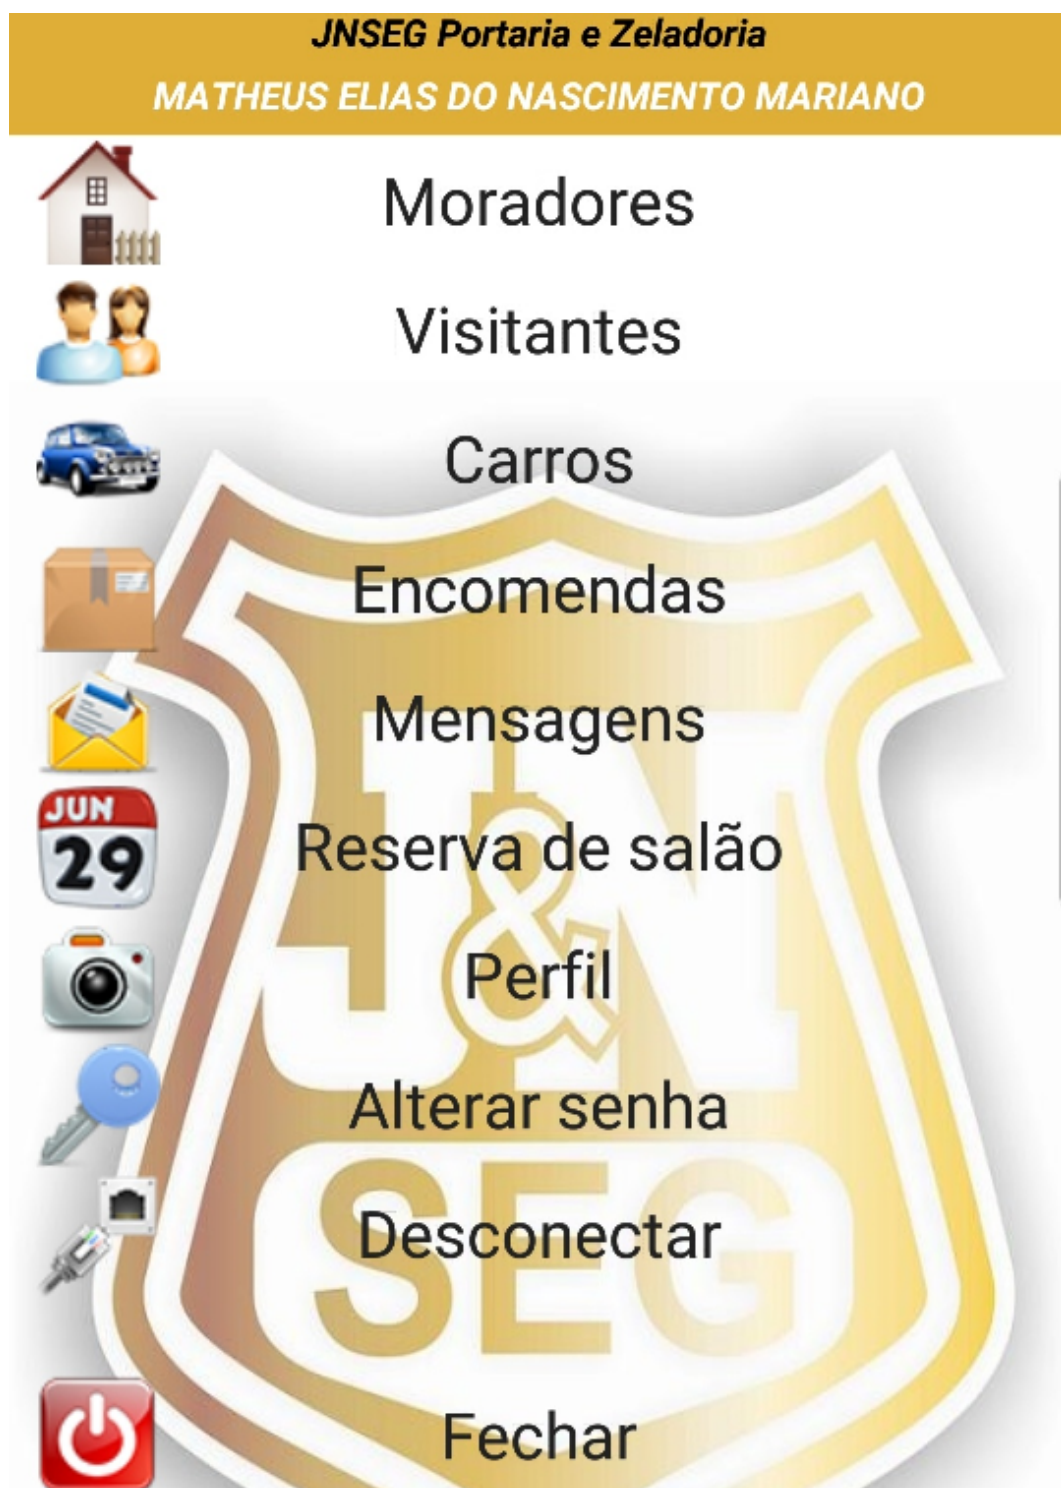 JNSEG Portaria e Zeladoria
MATHEUS ELIAS DO NASCIMENTO MARIANO
Moradores
Visitantes
Carros
Encomendas
Mensagens
JUN
29
Reserva de salão
J&N
Perfil
Alterar senha
SEG
Desconectar
Fechar